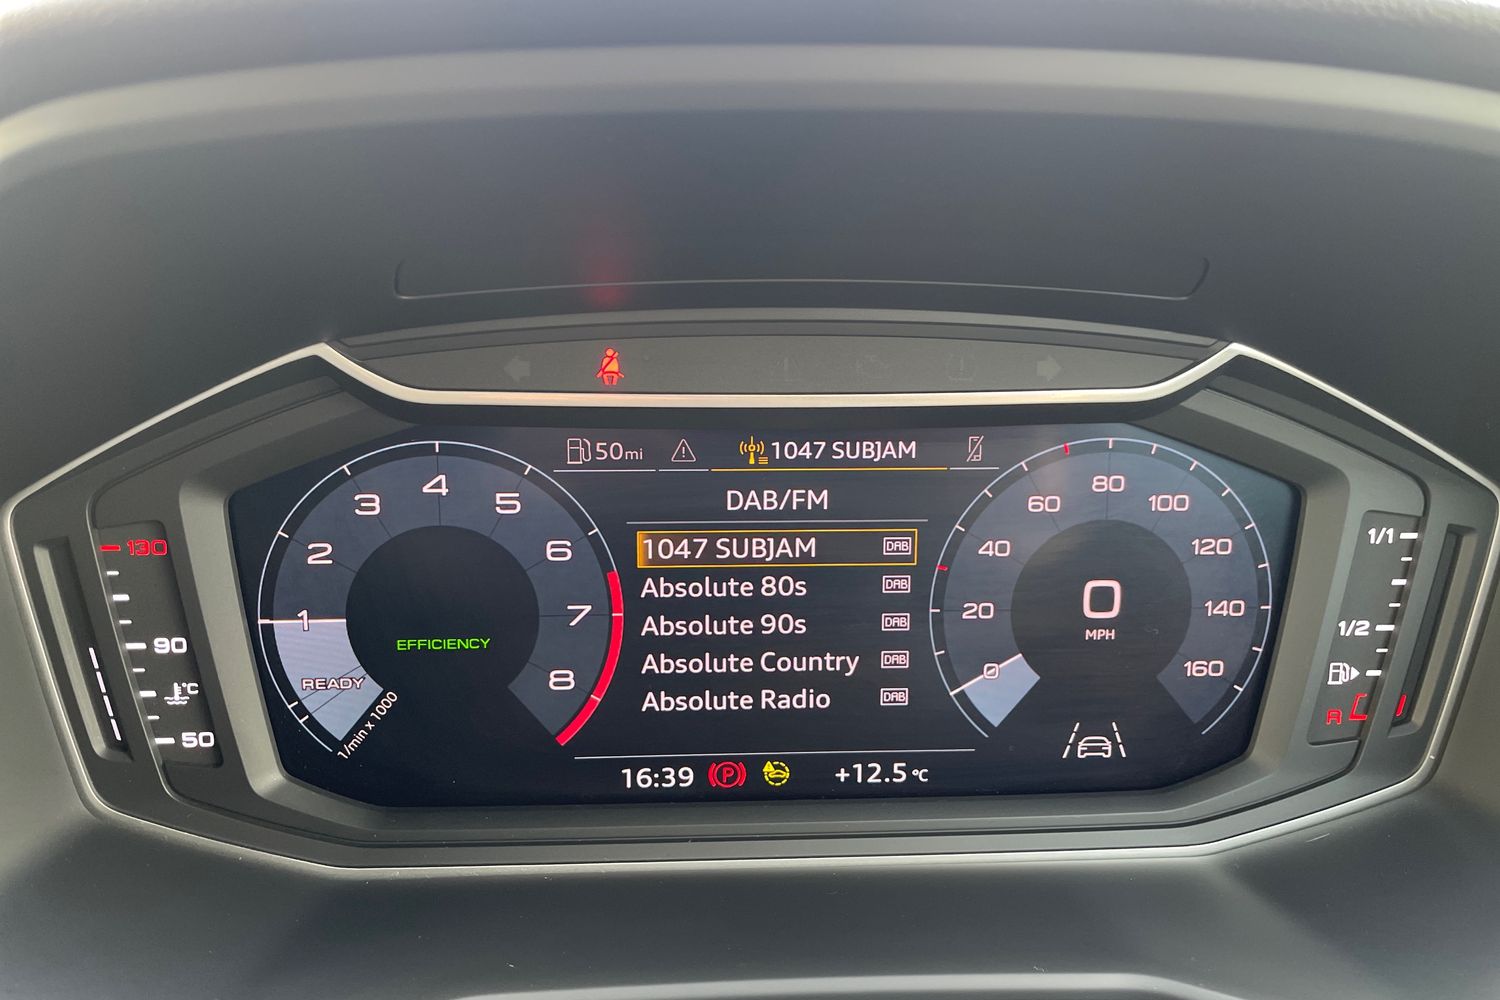 50mi
1047 SUBJAM
DAB/FM
1047 SUBJAM DAB
Absolute 80s DAB
Absolute 90s DAB
Absolute Country DAB
Absolute Radio DAB
16:39
P
+12.5 °C
1
2
3
4
5
6
7
8
READY
EFFICIENCY
1/min x 1000
0
20
40
60
80
100
120
140
160
0
MPH
130
90
°C
50
1/1
1/2
R